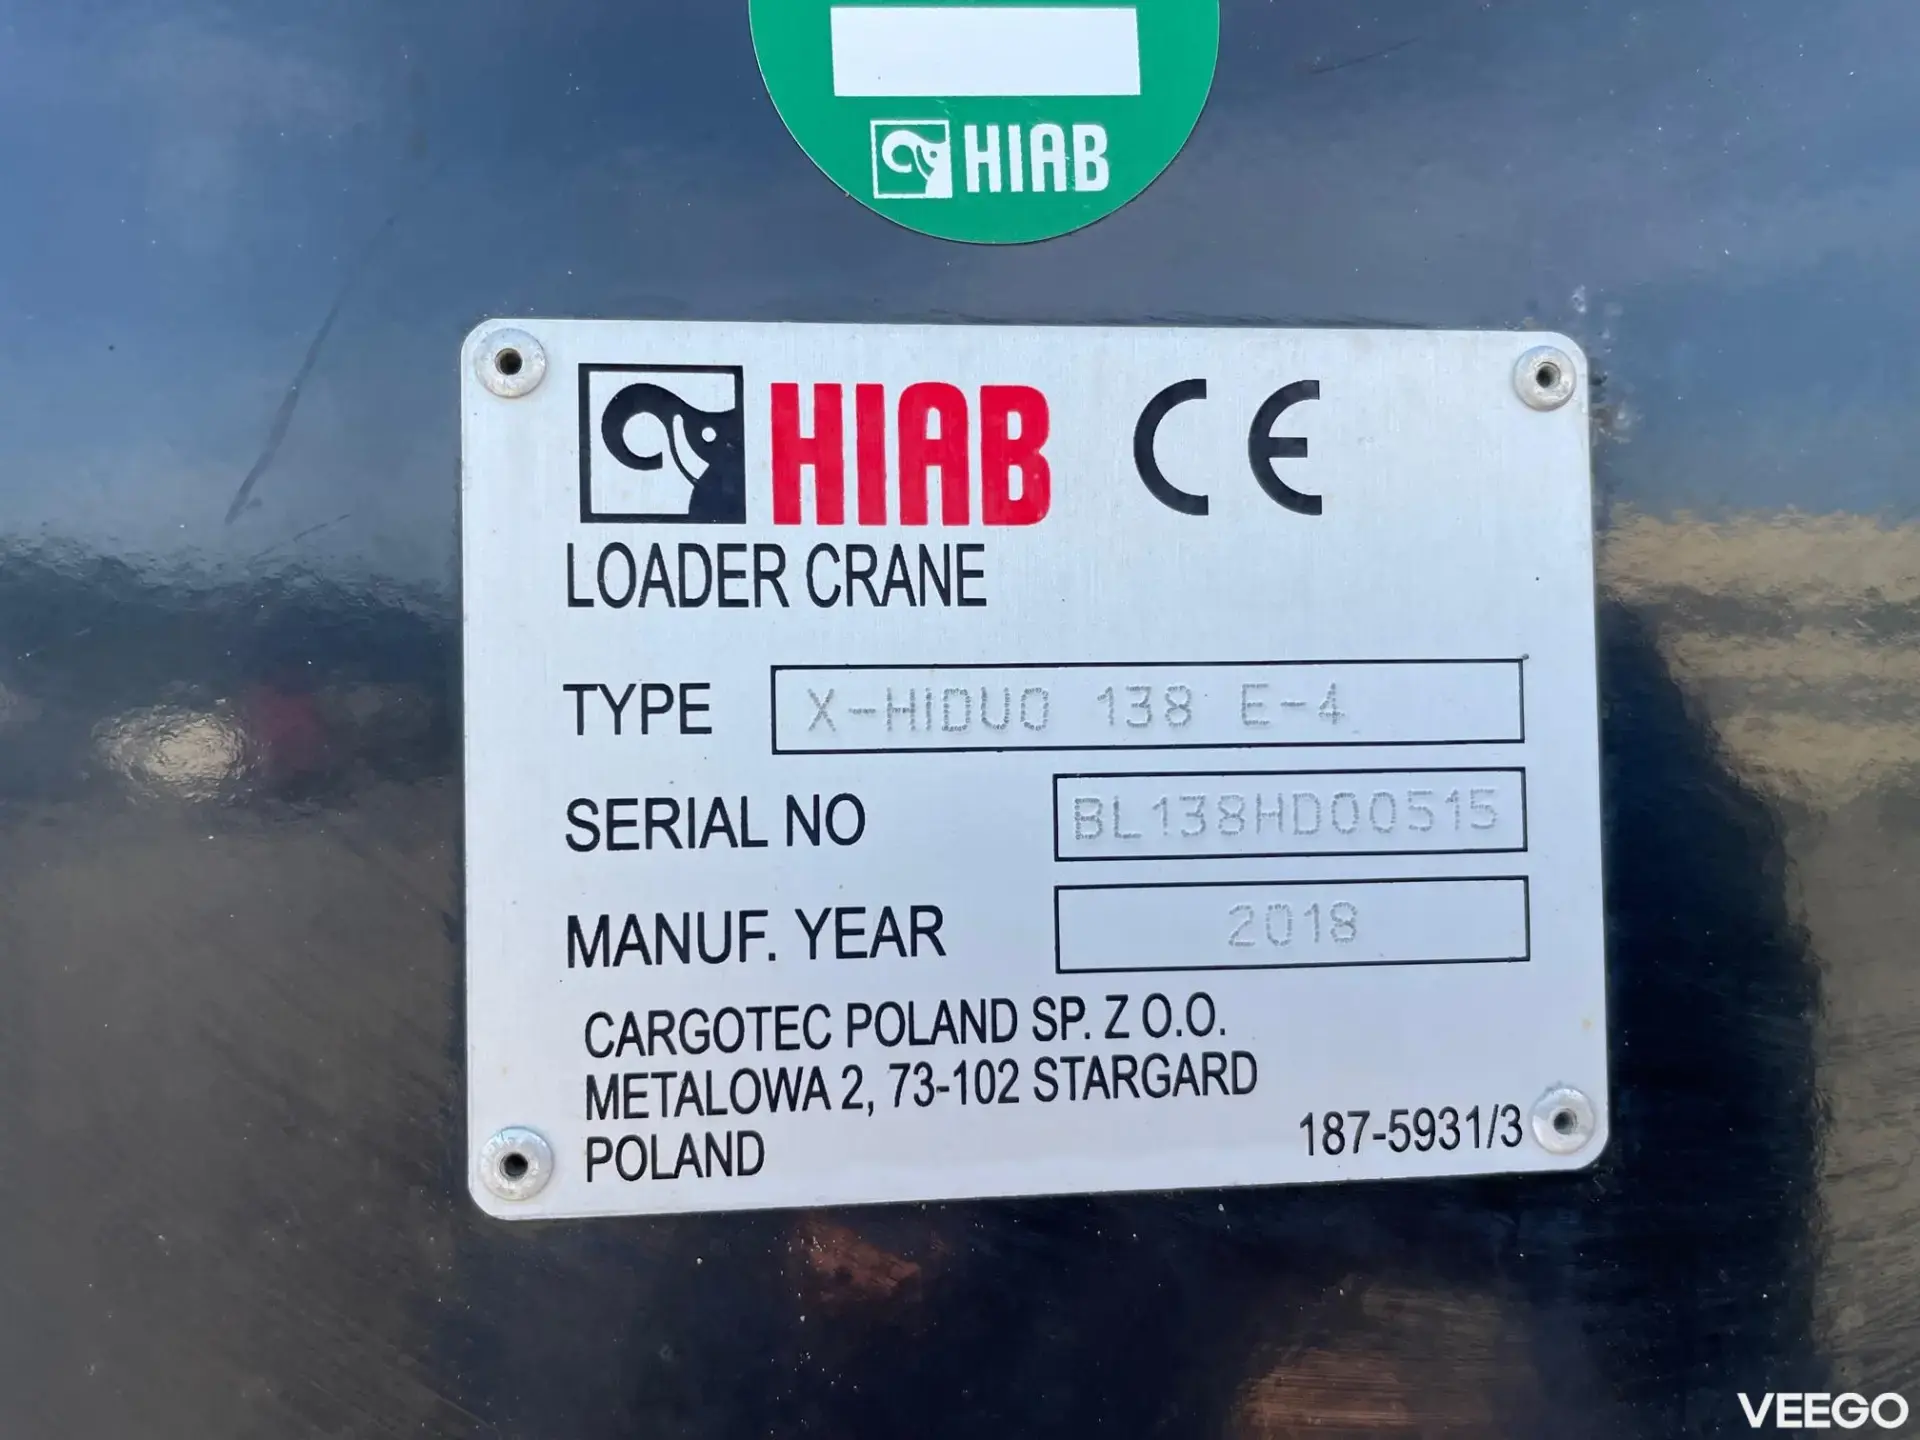 HIAB
HIAB CE
LOADER CRANE
TYPE X-HIDUO 138 E-4
SERIAL NO BL138HD00515
MANUF. YEAR 2018
CARGOTEC POLAND SP. Z O.O.
METALOWA 2, 73-102 STARGARD
POLAND
187-5931/3
VEEGO